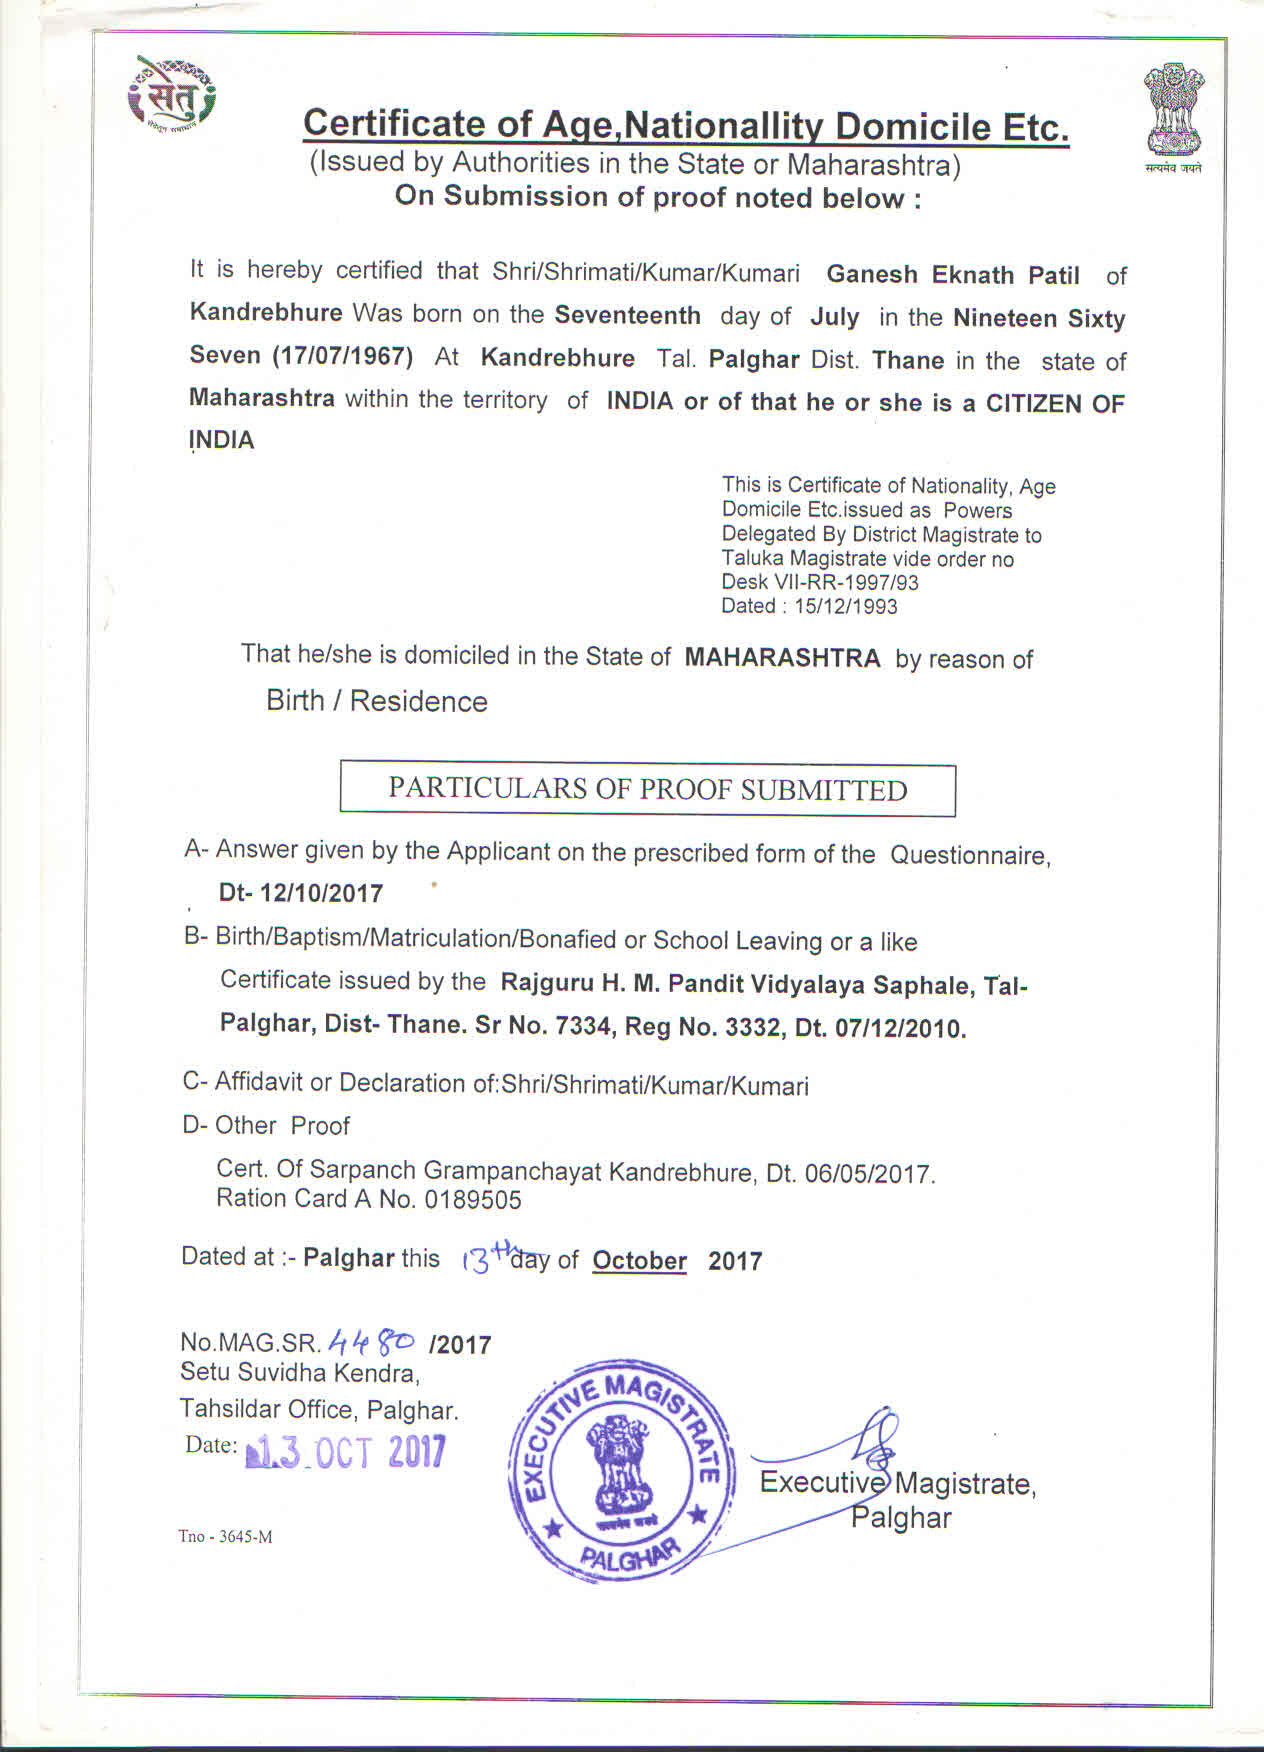 सेतु
सेतूतून समाधान
सत्यमेव जयते
Certificate of Age,Nationallity Domicile Etc.
(Issued by Authorities in the State or Maharashtra)
On Submission of proof noted below :
It is hereby certified that Shri/Shrimati/Kumar/Kumari Ganesh Eknath Patil of
Kandrebhure Was born on the Seventeenth day of July in the Nineteen Sixty
Seven (17/07/1967) At Kandrebhure Tal. Palghar Dist. Thane in the state of
Maharashtra within the territory of INDIA or of that he or she is a CITIZEN OF
INDIA
This is Certificate of Nationality, Age
Domicile Etc.issued as Powers
Delegated By District Magistrate to
Taluka Magistrate vide order no
Desk VII-RR-1997/93
Dated : 15/12/1993
That he/she is domiciled in the State of MAHARASHTRA by reason of
Birth / Residence
PARTICULARS OF PROOF SUBMITTED
A- Answer given by the Applicant on the prescribed form of the Questionnaire,
Dt- 12/10/2017
B- Birth/Baptism/Matriculation/Bonafied or School Leaving or a like
Certificate issued by the Rajguru H. M. Pandit Vidyalaya Saphale, Tal-
Palghar, Dist- Thane. Sr No. 7334, Reg No. 3332, Dt. 07/12/2010.
C- Affidavit or Declaration of:Shri/Shrimati/Kumar/Kumari
D- Other Proof
Cert. Of Sarpanch Grampanchayat Kandrebhure, Dt. 06/05/2017.
Ration Card A No. 0189505
Dated at :- Palghar this 13th day of October 2017
No.MAG.SR. 4480 /2017
Setu Suvidha Kendra,
Tahsildar Office, Palghar.
Date: 13 OCT 2017
EXECUTIVE MAGISTRATE
सत्यमेव जयते
PALGHAR
Executive Magistrate,
Palghar
Tno - 3645-M